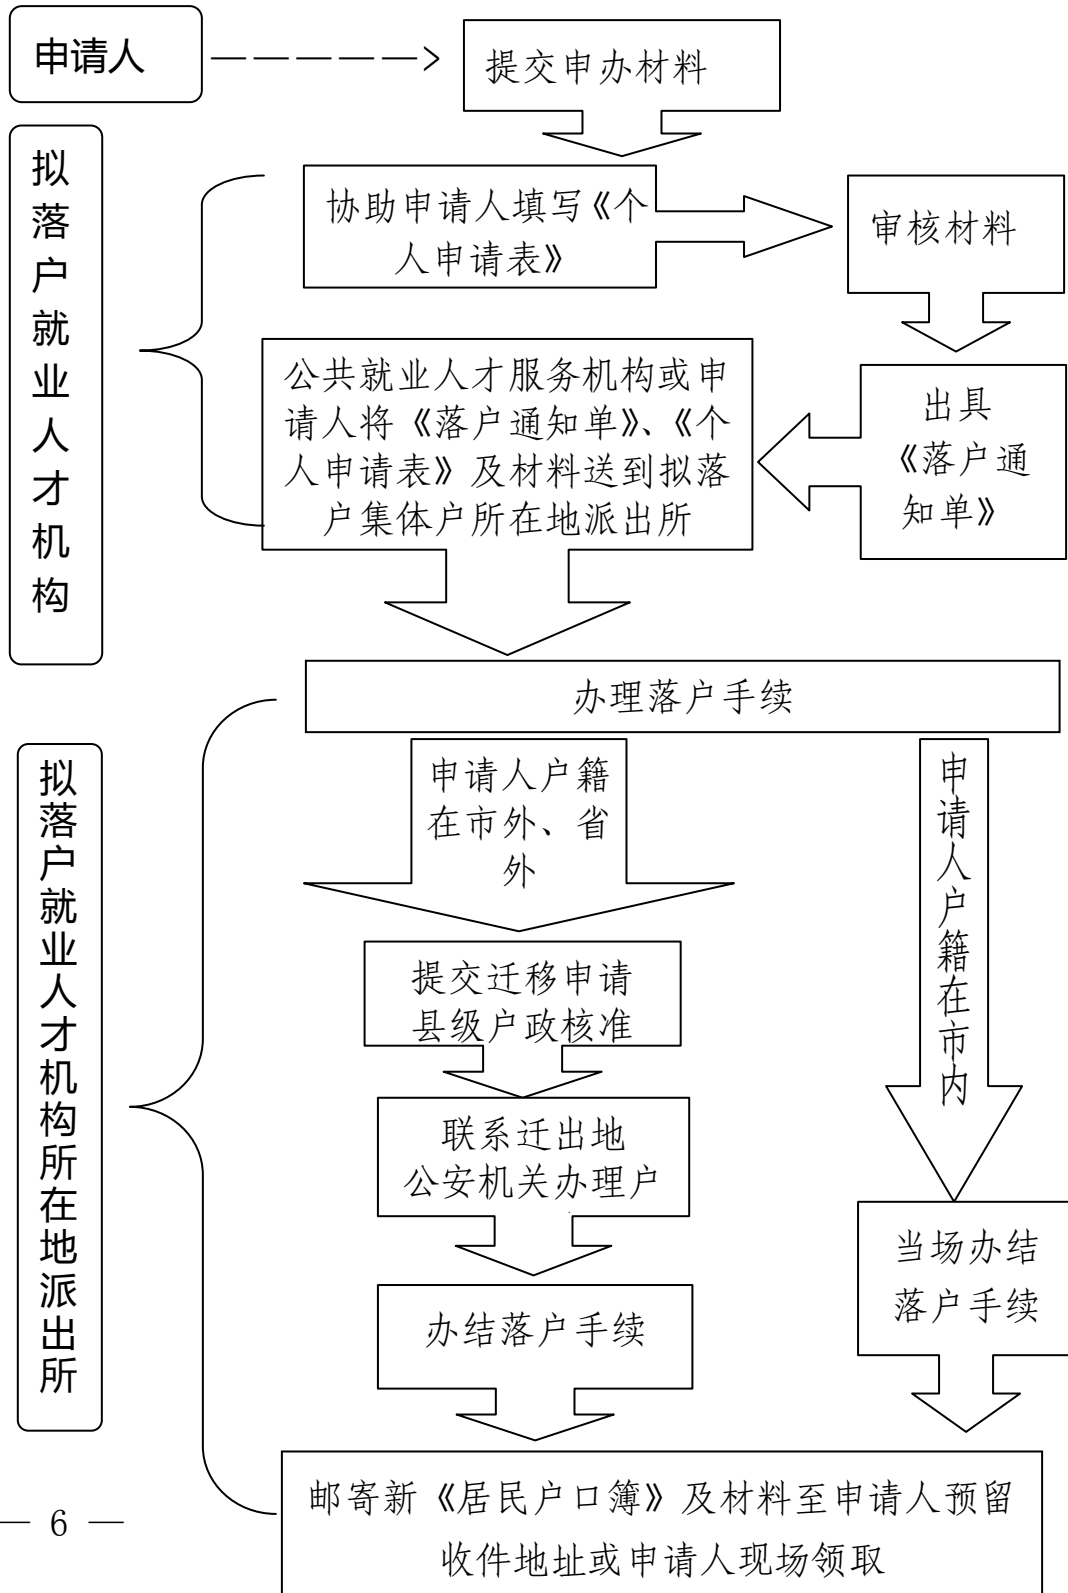 申请人
提交申办材料
拟落户就业人才机构
协助申请人填写《个
人申请表》
审核材料
出具
《落户通
知单》
公共就业人才服务机构或申
请人将《落户通知单》、《个
人申请表》及材料送到拟落
户集体户所在地派出所
办理落户手续
拟落户就业人才机构所在地派出所
申请人户籍
在市外、省
外
申请人户籍在市内
提交迁移申请
县级户政核准
联系迁出地
公安机关办理户
办结落户手续
当场办结
落户手续
邮寄新《居民户口簿》及材料至申请人预留
收件地址或申请人现场领取
— 6 —